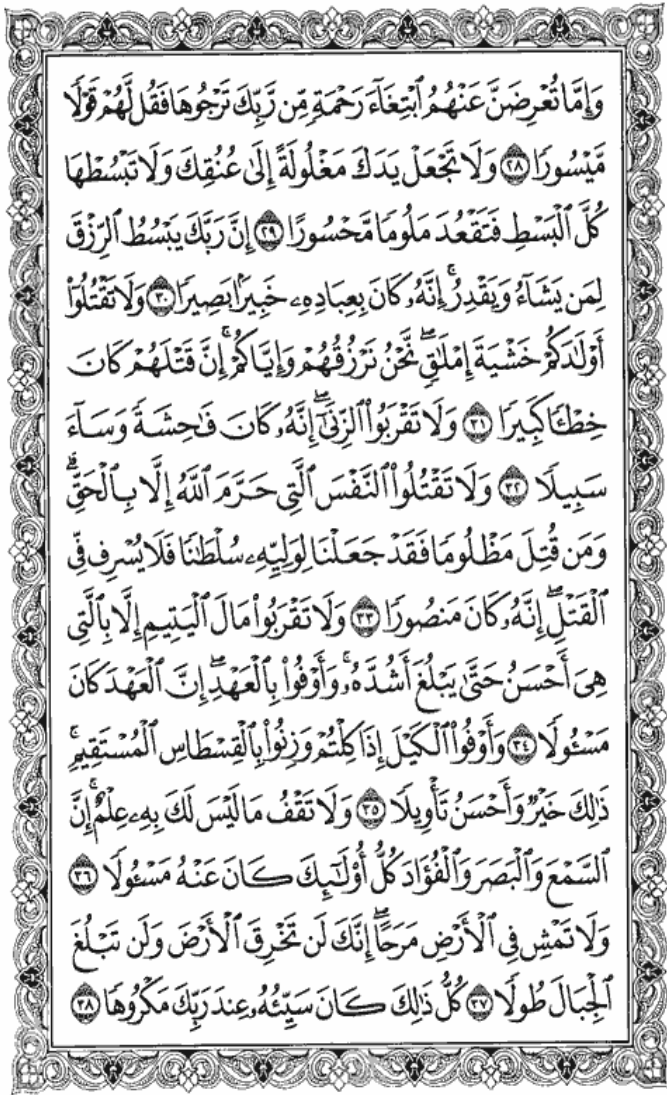 وَإِمَّا تُعْرِضَنَّ عَنْهُمُ ٱبْتِغَآءَ رَحْمَةٍ مِّن رَّبِّكَ تَرْجُوهَا فَقُل لَّهُمْ قَوْلًا
مَّيْسُورًا ٢٨ وَلَا تَجْعَلْ يَدَكَ مَغْلُولَةً إِلَىٰ عُنُقِكَ وَلَا تَبْسُطْهَا
كُلَّ ٱلْبَسْطِ فَتَقْعُدَ مَلُومًا مَّحْسُورًا ٢٩ إِنَّ رَبَّكَ يَبْسُطُ ٱلرِّزْقَ
لِمَن يَشَآءُ وَيَقْدِرُ ۚ إِنَّهُۥ كَانَ بِعِبَادِهِۦ خَبِيرًۢا بَصِيرًا ٣٠ وَلَا تَقْتُلُوٓا۟
أَوْلَـٰدَكُمْ خَشْيَةَ إِمْلَـٰقٍ ۖ نَّحْنُ نَرْزُقُهُمْ وَإِيَّاكُمْ ۚ إِنَّ قَتْلَهُمْ كَانَ
خِطْـًٔا كَبِيرًا ٣١ وَلَا تَقْرَبُوا۟ ٱلزِّنَىٰٓ ۖ إِنَّهُۥ كَانَ فَـٰحِشَةً وَسَآءَ
سَبِيلًا ٣٢ وَلَا تَقْتُلُوا۟ ٱلنَّفْسَ ٱلَّتِى حَرَّمَ ٱللَّهُ إِلَّا بِٱلْحَقِّ ۗ
وَمَن قُتِلَ مَظْلُومًا فَقَدْ جَعَلْنَا لِوَلِيِّهِۦ سُلْطَـٰنًا فَلَا يُسْرِف فِّى
ٱلْقَتْلِ ۖ إِنَّهُۥ كَانَ مَنصُورًا ٣٣ وَلَا تَقْرَبُوا۟ مَالَ ٱلْيَتِيمِ إِلَّا بِٱلَّتِى
هِىَ أَحْسَنُ حَتَّىٰ يَبْلُغَ أَشُدَّهُۥ ۚ وَأَوْفُوا۟ بِٱلْعَهْدِ ۖ إِنَّ ٱلْعَهْدَ كَانَ
مَسْـُٔولًا ٣٤ وَأَوْفُوا۟ ٱلْكَيْلَ إِذَا كِلْتُمْ وَزِنُوا۟ بِٱلْقِسْطَاسِ ٱلْمُسْتَقِيمِ ۚ
ذَٰلِكَ خَيْرٌ وَأَحْسَنُ تَأْوِيلًا ٣٥ وَلَا تَقْفُ مَا لَيْسَ لَكَ بِهِۦ عِلْمٌ ۚ إِنَّ
ٱلسَّمْعَ وَٱلْبَصَرَ وَٱلْفُؤَادَ كُلُّ أُو۟لَـٰٓئِكَ كَانَ عَنْهُ مَسْـُٔولًا ٣٦
وَلَا تَمْشِ فِى ٱلْأَرْضِ مَرَحًا ۖ إِنَّكَ لَن تَخْرِقَ ٱلْأَرْضَ وَلَن تَبْلُغَ
ٱلْجِبَالَ طُولًا ٣٧ كُلُّ ذَٰلِكَ كَانَ سَيِّئُهُۥ عِندَ رَبِّكَ مَكْرُوهًا ٣٨